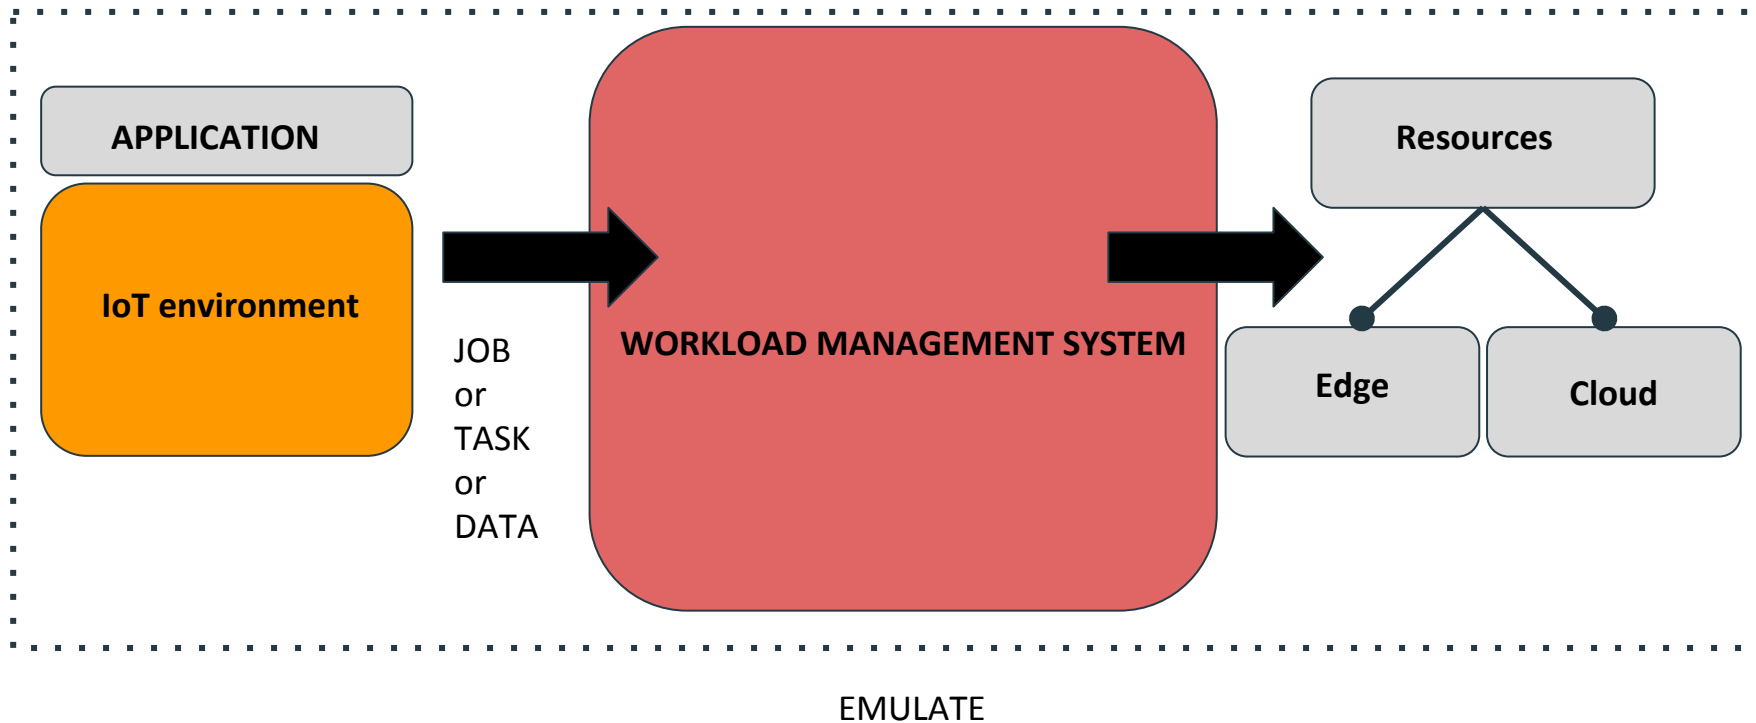 APPLICATION
IoT environment
JOB
or
TASK
or
DATA
WORKLOAD MANAGEMENT SYSTEM
Resources
Edge
Cloud
EMULATE